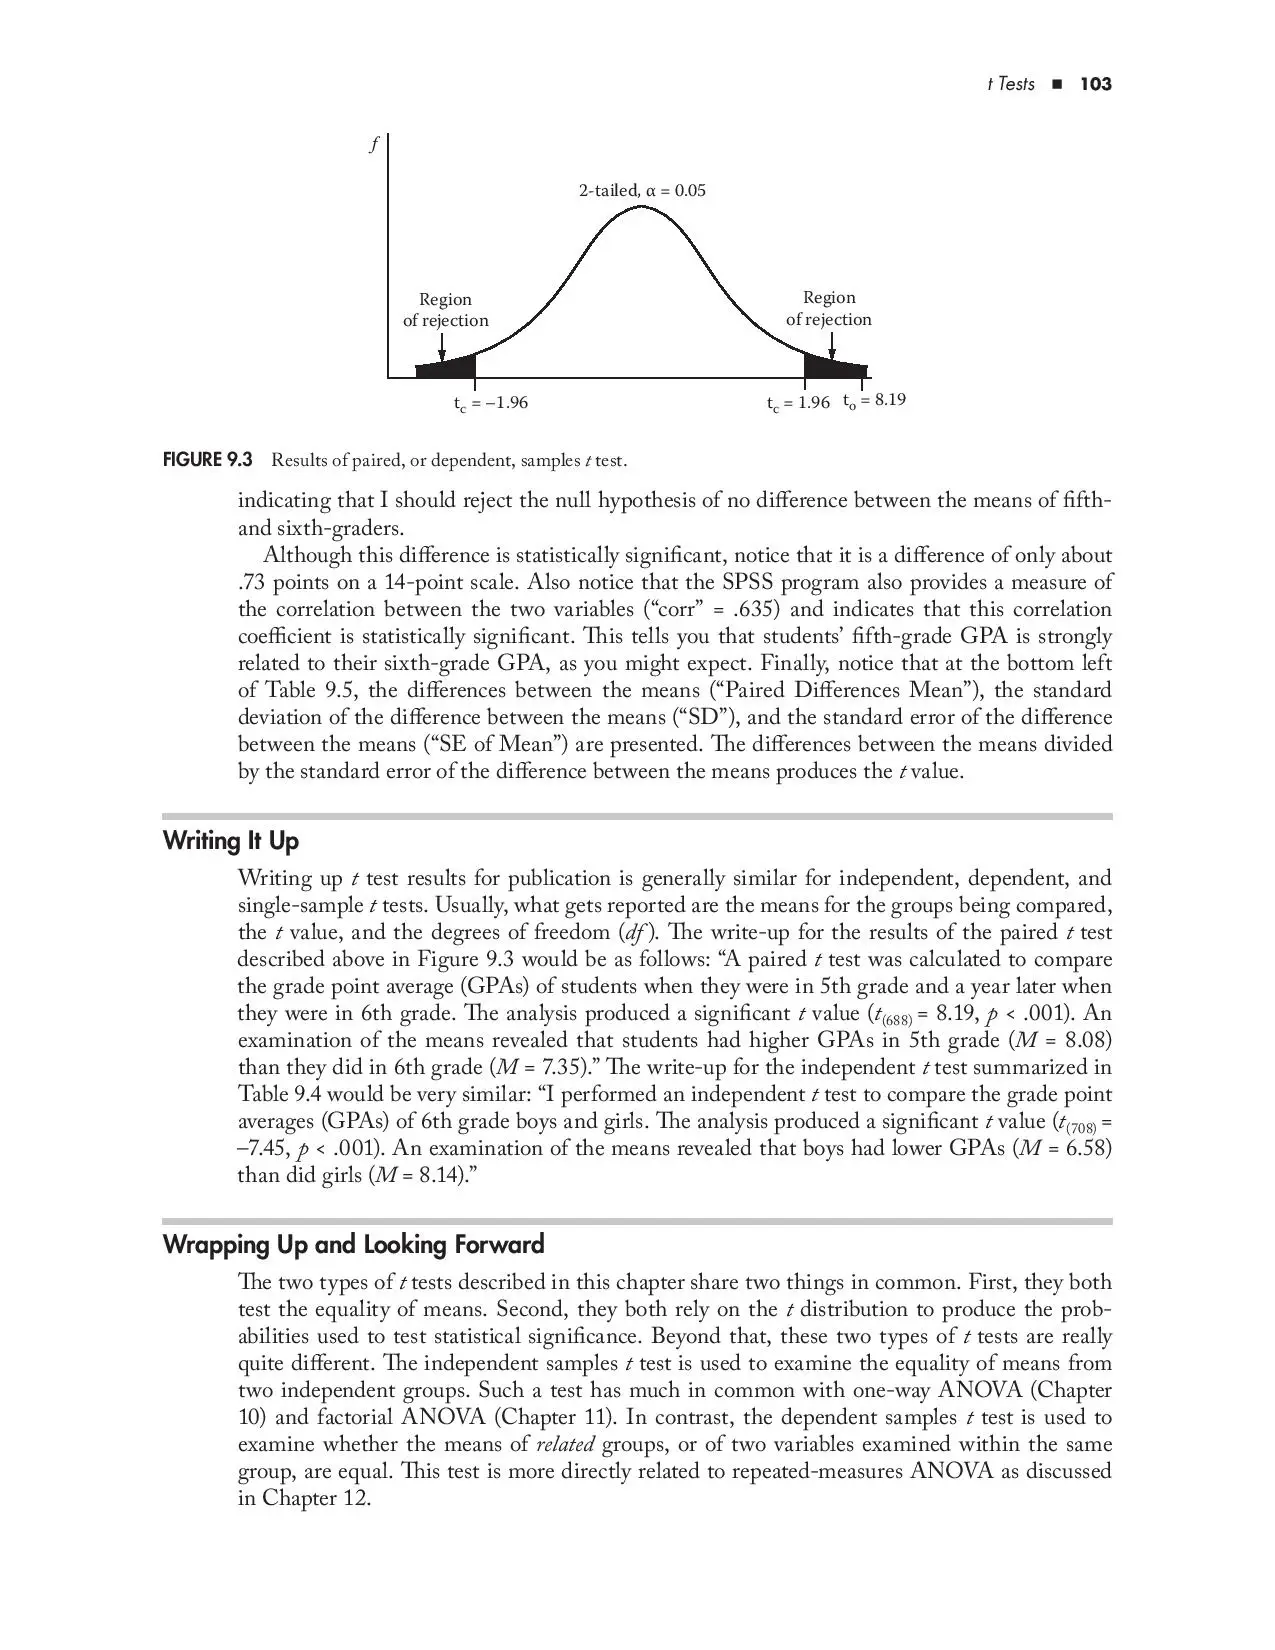 t Tests ■ 103
f
2-tailed, α = 0.05
Region
of rejection
Region
of rejection
tc = –1.96
tc = 1.96
to = 8.19
FIGURE 9.3 Results of paired, or dependent, samples t test.
indicating that I should reject the null hypothesis of no difference between the means of fifth-
and sixth-graders.
Although this difference is statistically significant, notice that it is a difference of only about
.73 points on a 14-point scale. Also notice that the SPSS program also provides a measure of
the correlation between the two variables (“corr” = .635) and indicates that this correlation
coefficient is statistically significant. This tells you that students’ fifth-grade GPA is strongly
related to their sixth-grade GPA, as you might expect. Finally, notice that at the bottom left
of Table 9.5, the differences between the means (“Paired Differences Mean”), the standard
deviation of the difference between the means (“SD”), and the standard error of the difference
between the means (“SE of Mean”) are presented. The differences between the means divided
by the standard error of the difference between the means produces the t value.
Writing It Up
Writing up t test results for publication is generally similar for independent, dependent, and
single-sample t tests. Usually, what gets reported are the means for the groups being compared,
the t value, and the degrees of freedom (df). The write-up for the results of the paired t test
described above in Figure 9.3 would be as follows: “A paired t test was calculated to compare
the grade point average (GPAs) of students when they were in 5th grade and a year later when
they were in 6th grade. The analysis produced a significant t value (t(688) = 8.19, p < .001). An
examination of the means revealed that students had higher GPAs in 5th grade (M = 8.08)
than they did in 6th grade (M = 7.35).” The write-up for the independent t test summarized in
Table 9.4 would be very similar: “I performed an independent t test to compare the grade point
averages (GPAs) of 6th grade boys and girls. The analysis produced a significant t value (t(708) =
–7.45, p < .001). An examination of the means revealed that boys had lower GPAs (M = 6.58)
than did girls (M = 8.14).”
Wrapping Up and Looking Forward
The two types of t tests described in this chapter share two things in common. First, they both
test the equality of means. Second, they both rely on the t distribution to produce the prob-
abilities used to test statistical significance. Beyond that, these two types of t tests are really
quite different. The independent samples t test is used to examine the equality of means from
two independent groups. Such a test has much in common with one-way ANOVA (Chapter
10) and factorial ANOVA (Chapter 11). In contrast, the dependent samples t test is used to
examine whether the means of related groups, or of two variables examined within the same
group, are equal. This test is more directly related to repeated-measures ANOVA as discussed
in Chapter 12.